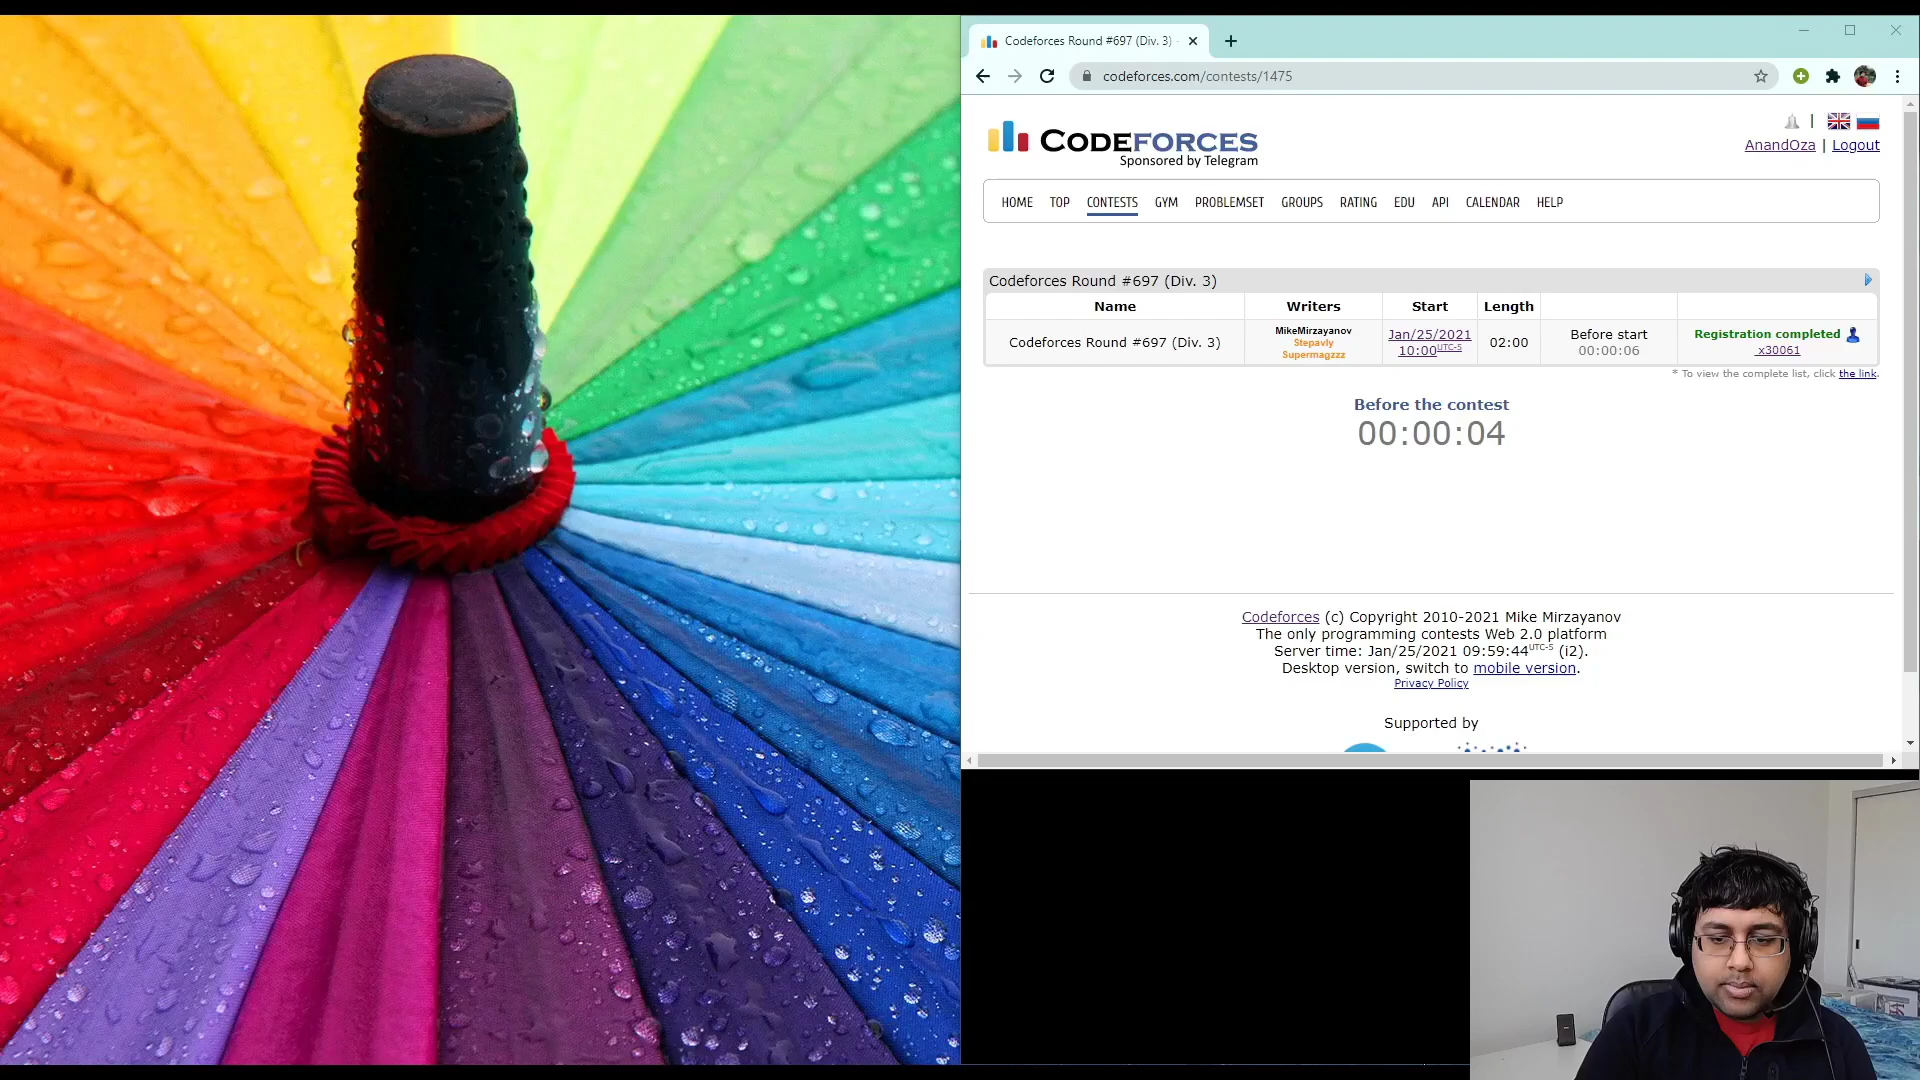 Codeforces Round #697 (Div. 3)
codeforces.com/contests/1475
CODEFORCES
Sponsored by Telegram
AnandOza | Logout
HOME TOP CONTESTS GYM PROBLEMSET GROUPS RATING EDU API CALENDAR HELP
Codeforces Round #697 (Div. 3)
Name Writers Start Length
Codeforces Round #697 (Div. 3)
MikeMirzayanov
Stepavly
Supermagzzz
Jan/25/2021
10:00 UTC-5
02:00
Before start
00:00:06
Registration completed
x30061
* To view the complete list, click the link.
Before the contest
00:00:04
Codeforces (c) Copyright 2010-2021 Mike Mirzayanov
The only programming contests Web 2.0 platform
Server time: Jan/25/2021 09:59:44 UTC-5 (i2).
Desktop version, switch to mobile version.
Privacy Policy
Supported by